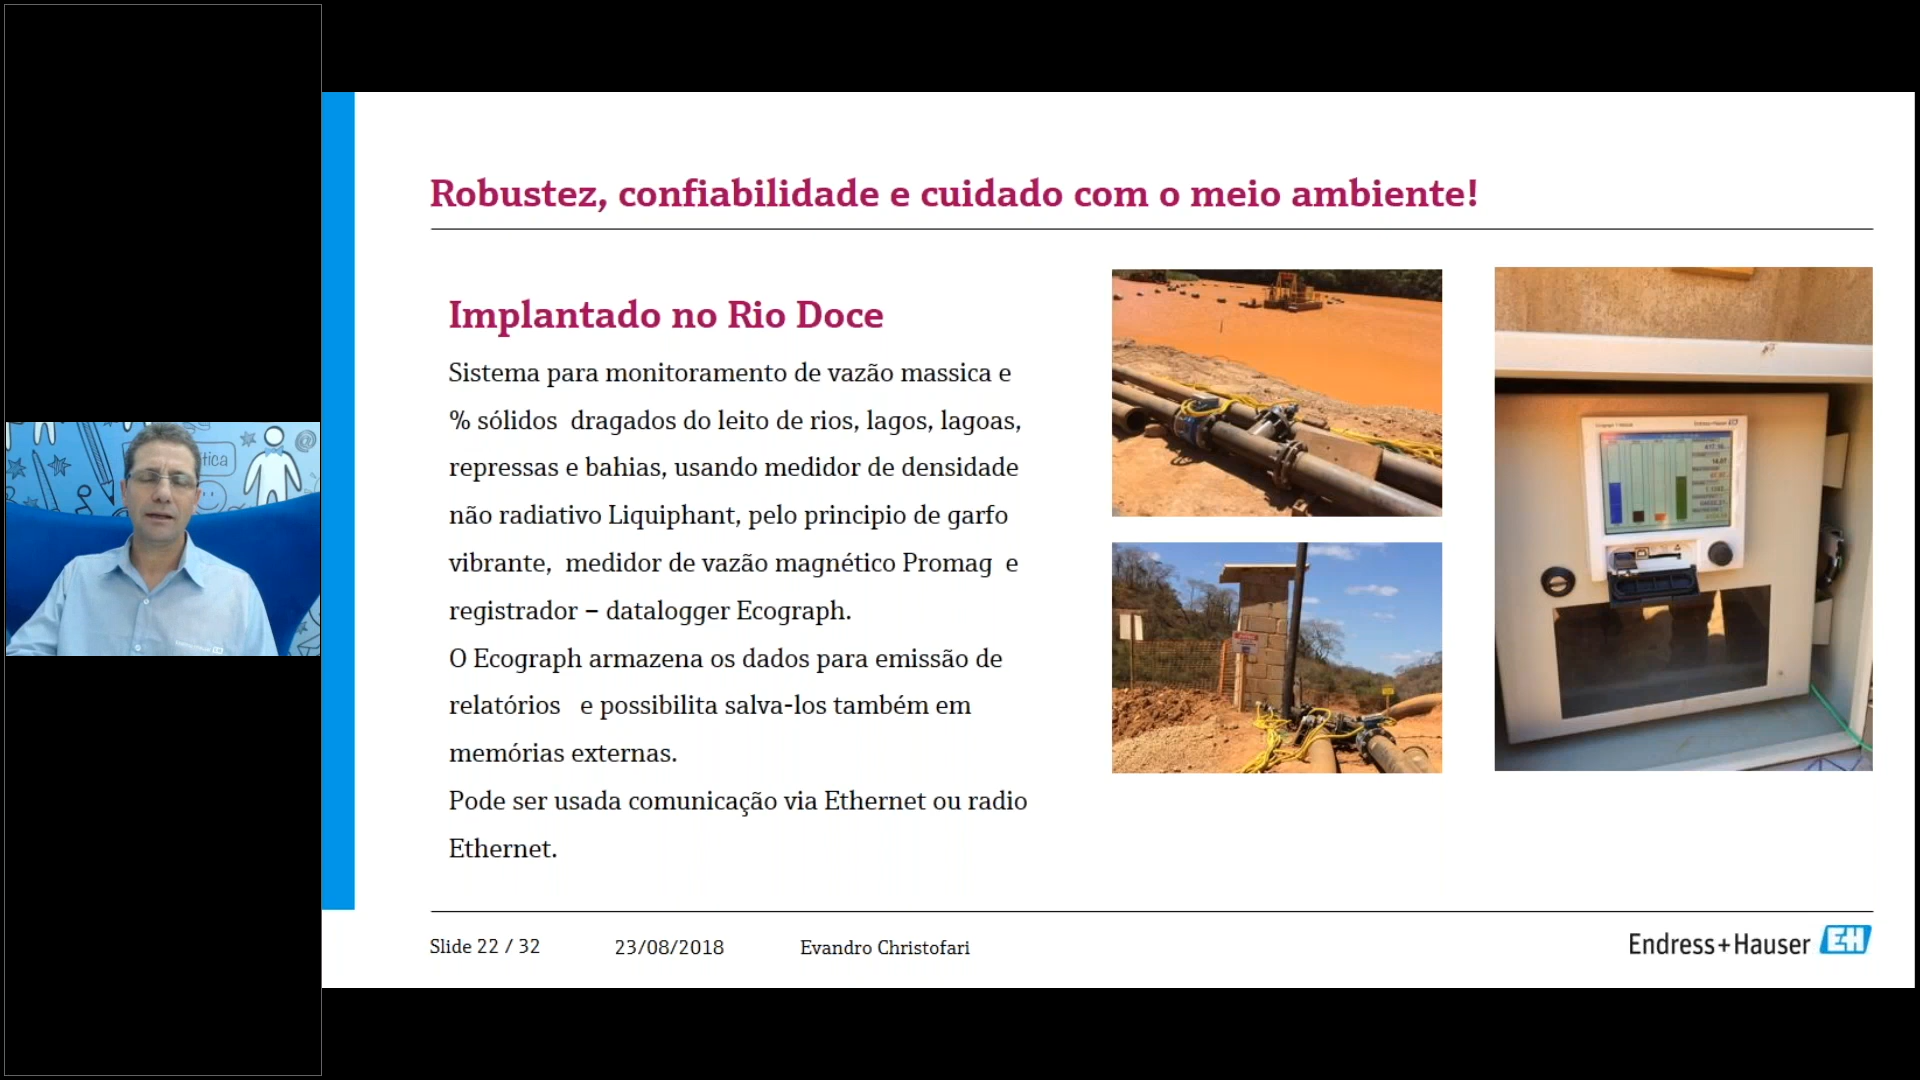 Robustez, confiabilidade e cuidado com o meio ambiente!
Implantado no Rio Doce
Sistema para monitoramento de vazão massica e
% sólidos dragados do leito de rios, lagos, lagoas,
repressas e bahias, usando medidor de densidade
não radiativo Liquiphant, pelo principio de garfo
vibrante, medidor de vazão magnético Promag e
registrador – datalogger Ecograph.
O Ecograph armazena os dados para emissão de
relatórios e possibilita salva-los também em
memórias externas.
Pode ser usada comunicação via Ethernet ou radio
Ethernet.
Slide 22 / 32
23/08/2018
Evandro Christofari
Endress+Hauser EH